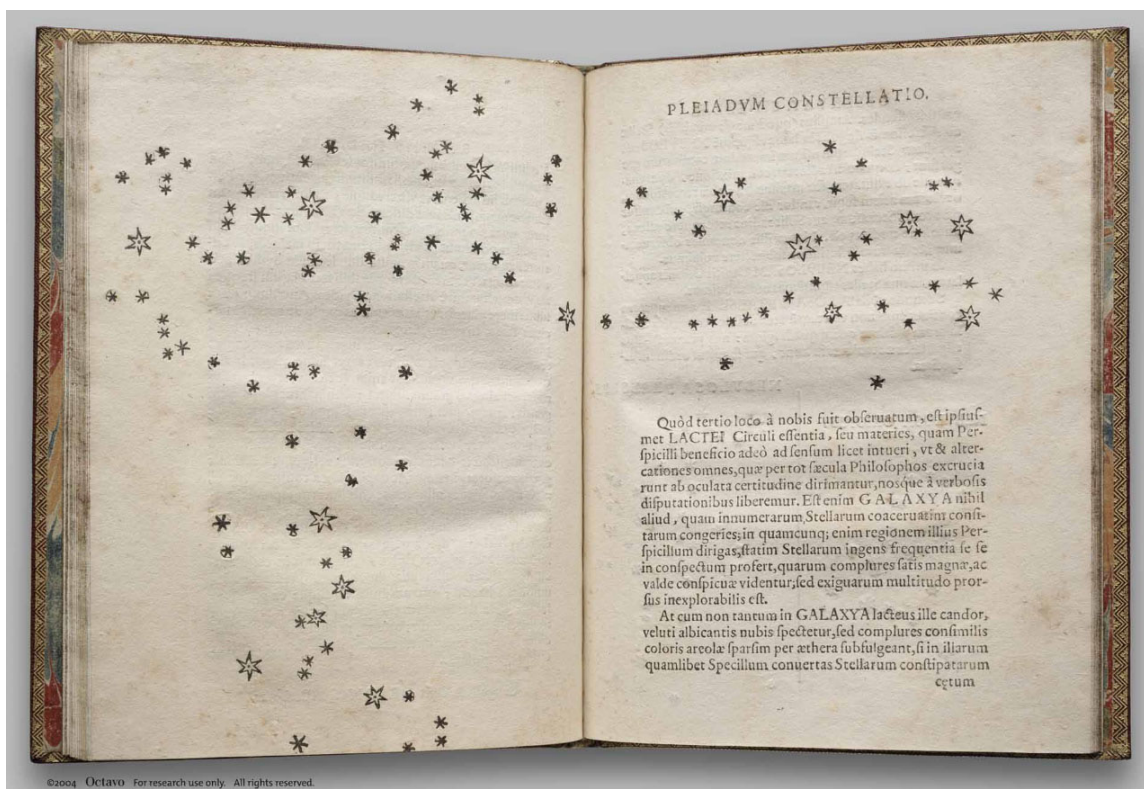 PLEIADVM CONSTELLATIO.
Quòd tertio loco à nobis fuit obſeruatum, eſt ipſiuſ-
met LACTEI Circuli eſſentia, ſeu materies, quam Per-
ſpicilli beneficio adeò ad ſenſum licet intueri, vt & alter-
cationes omnes, quæ per tot ſæcula Philoſophos excrucia
runt ab oculata certitudine dirimantur, nosque à verboſis
diſputationibus liberemur. Eſt enim GALAXYA nihil
aliud, quam innumerarum Stellarum coaceruatim conſi-
tarum congeries; in quamcunq; enim regionem illius Per-
ſpicillum dirigas, ſtatim Stellarum ingens frequentia ſe ſe
in conſpectum profert, quarum complures ſatis magnæ, ac
valde conſpicuæ videntur; ſed exiguarum multitudo pror-
ſus inexplorabilis eſt.
At cum non tantum in GALAXYA lacteus ille candor,
veluti albicantis nubis ſpectetur, ſed complures conſimilis
coloris areolæ ſparſim per æthera ſubfulgeant, ſi in illarum
quamlibet Specillum conuertas Stellarum conſtipatarum
cętum
©2004 Octavo For research use only. All rights reserved.